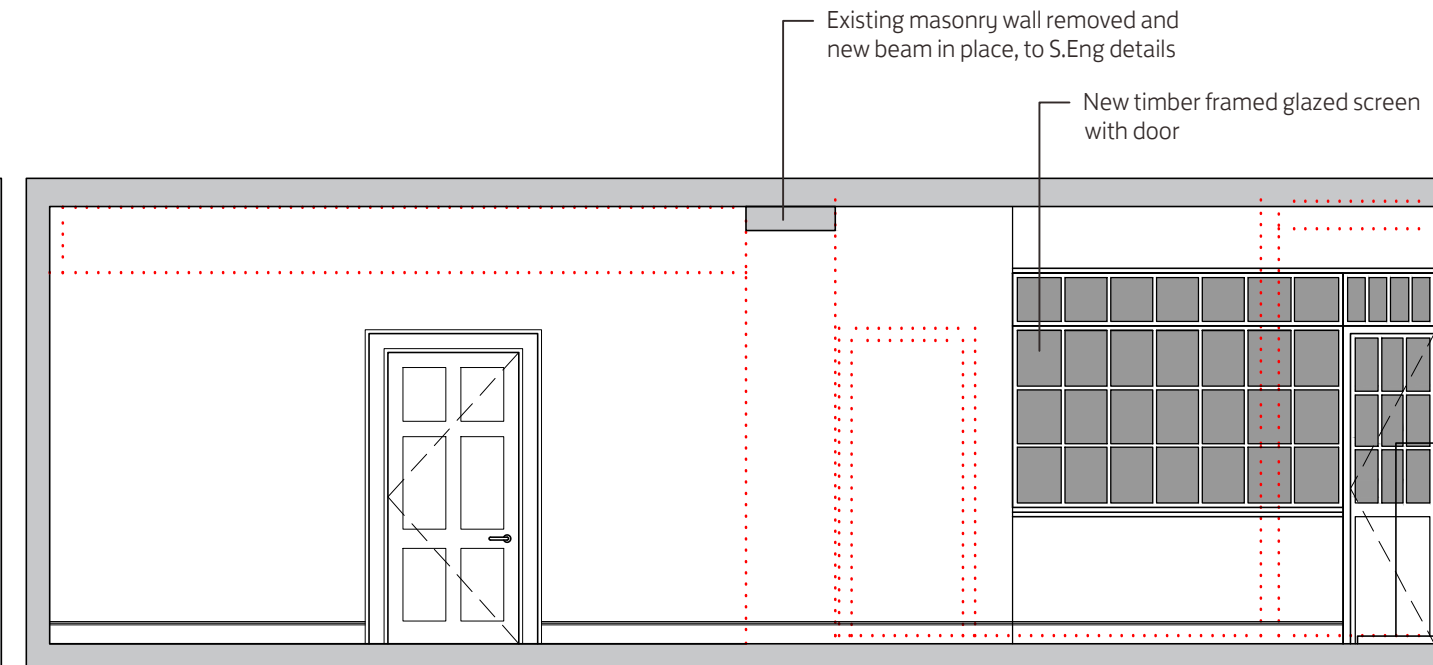 Existing masonry wall removed and
new beam in place, to S.Eng details
New timber framed glazed screen
with door